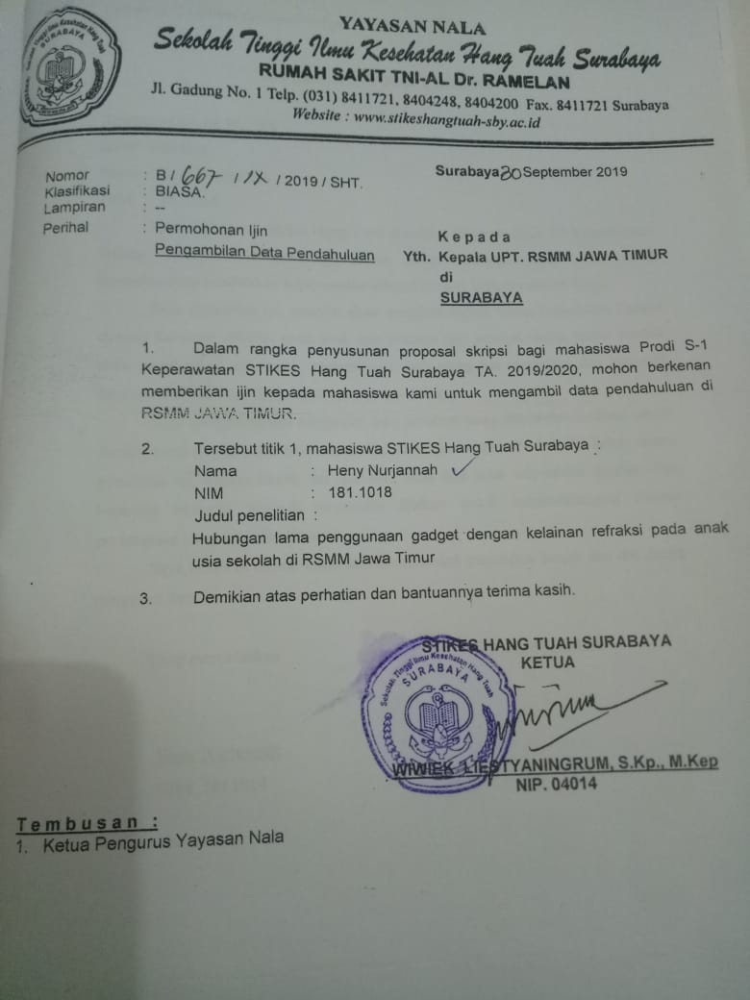 YAYASAN NALA
Sekolah Tinggi Ilmu Kesehatan Hang Tuah Surabaya
RUMAH SAKIT TNI-AL Dr. RAMELAN
Jl. Gadung No. 1 Telp. (031) 8411721, 8404248, 8404200 Fax. 8411721 Surabaya
Website : www.stikeshangtuah-sby.ac.id
Nomor : B / 667 / IX / 2019 / SHT.
Klasifikasi : BIASA.
Lampiran : --
Perihal : Permohonan Ijin
Pengambilan Data Pendahuluan
Surabaya 20 September 2019
K e p a d a
Yth. Kepala UPT. RSMM JAWA TIMUR
di
SURABAYA
1. Dalam rangka penyusunan proposal skripsi bagi mahasiswa Prodi S-1
Keperawatan STIKES Hang Tuah Surabaya TA. 2019/2020, mohon berkenan
memberikan ijin kepada mahasiswa kami untuk mengambil data pendahuluan di
RSMM JAWA TIMUR.
2. Tersebut titik 1, mahasiswa STIKES Hang Tuah Surabaya :
Nama : Heny Nurjannah
NIM : 181.1018
Judul penelitian :
Hubungan lama penggunaan gadget dengan kelainan refraksi pada anak
usia sekolah di RSMM Jawa Timur
3. Demikian atas perhatian dan bantuannya terima kasih.
STIKES HANG TUAH SURABAYA
KETUA
Sekolah Tinggi Ilmu Kesehatan Hang Tuah
SURABAYA
WIWIEK LIESTYANINGRUM, S.Kp., M.Kep
NIP. 04014
T e m b u s a n :
1. Ketua Pengurus Yayasan Nala